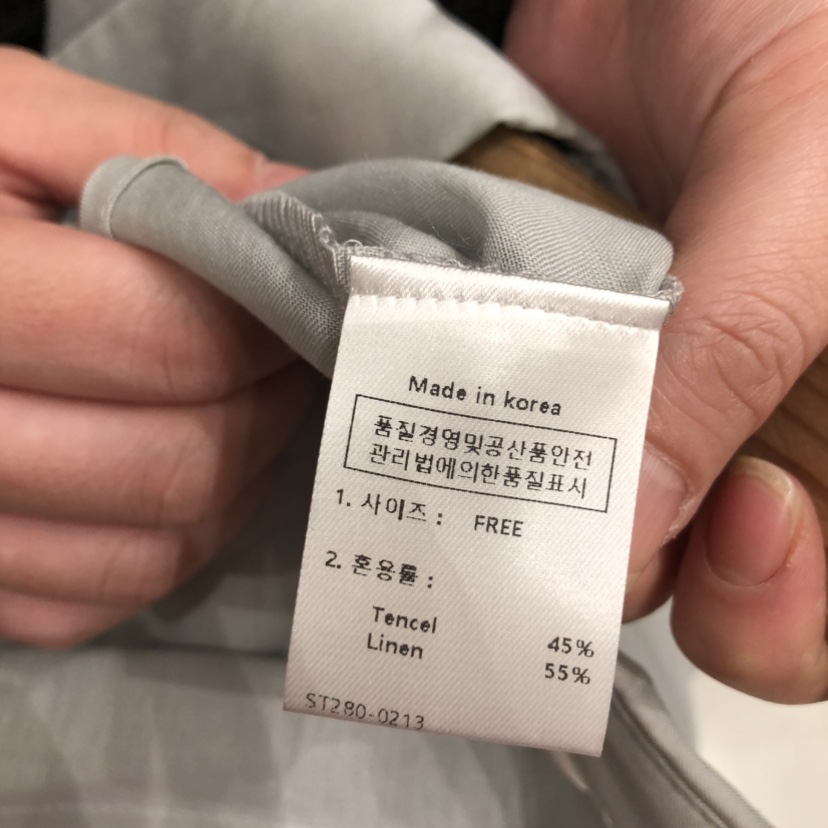 Made in korea
품질경영및공산품안전
관리법에의한품질표시
1. 사이즈 : FREE
2. 혼용률 :
Tencel 45%
Linen 55%
ST280-0213